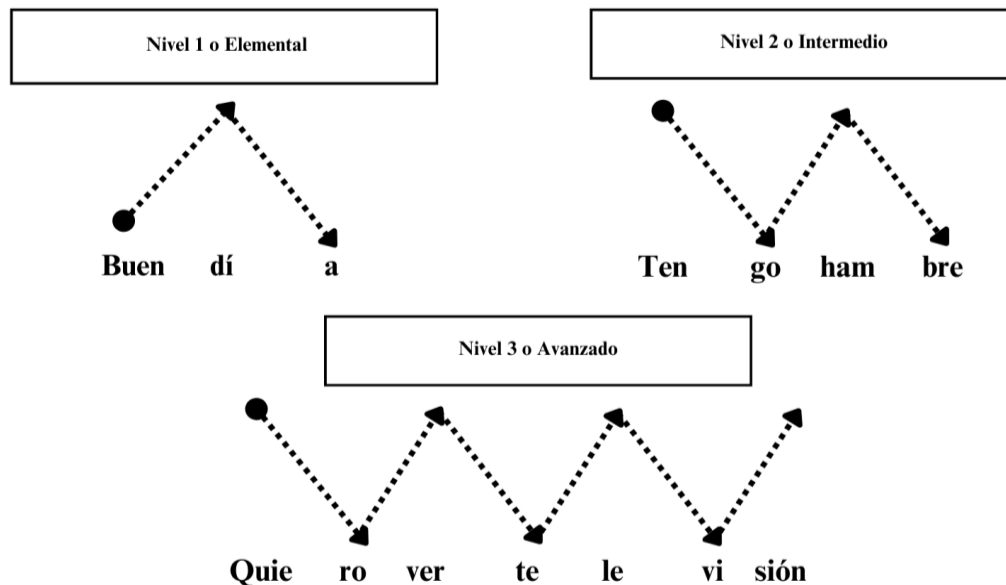 Nivel 1 o Elemental
Nivel 2 o Intermedio
Buen dí a
Ten go ham bre
Nivel 3 o Avanzado
Quie ro ver te le vi sión